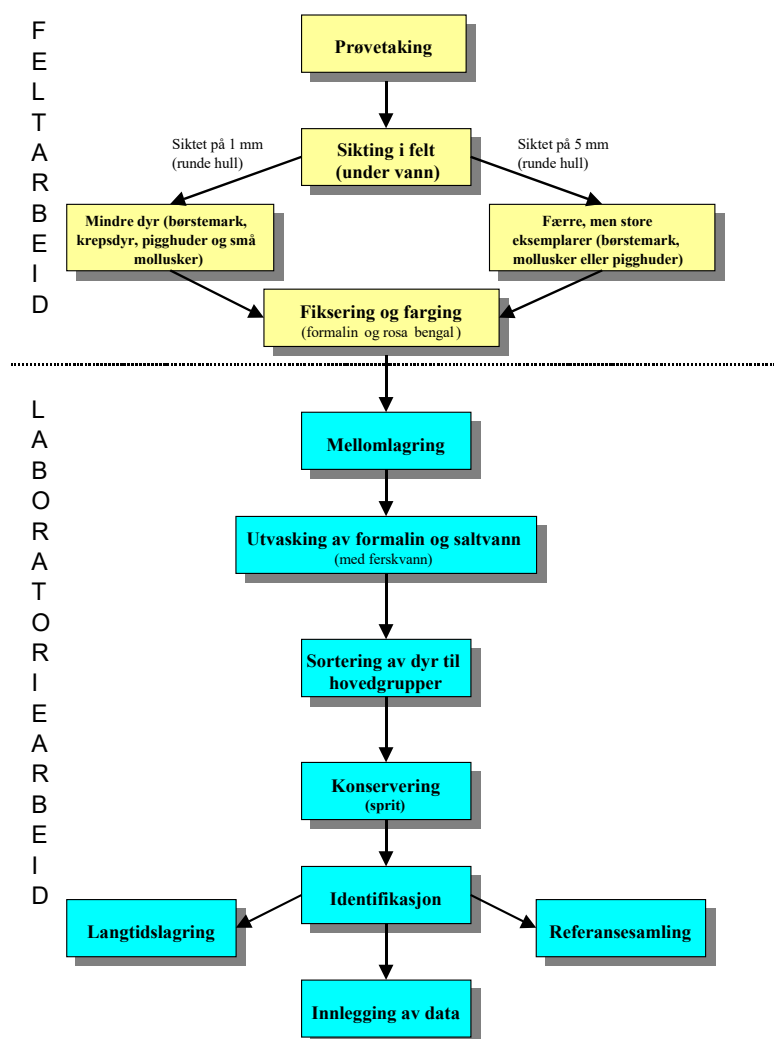 FELTARBEID
Prøvetaking
Siktet på 1 mm
(runde hull)
Sikting i felt
(under vann)
Siktet på 5 mm
(runde hull)
Mindre dyr (børstemark,
krepsdyr, pigghuder og små
mollusker)
Færre, men store
eksemplarer (børstemark,
mollusker eller pigghuder)
Fiksering og farging
(formalin og rosa bengal)
LABORATORIEARBEID
Mellomlagring
Utvasking av formalin og saltvann
(med ferskvann)
Sortering av dyr til
hovedgrupper
Konservering
(sprit)
Identifikasjon
Langtidslagring
Referansesamling
Innlegging av data